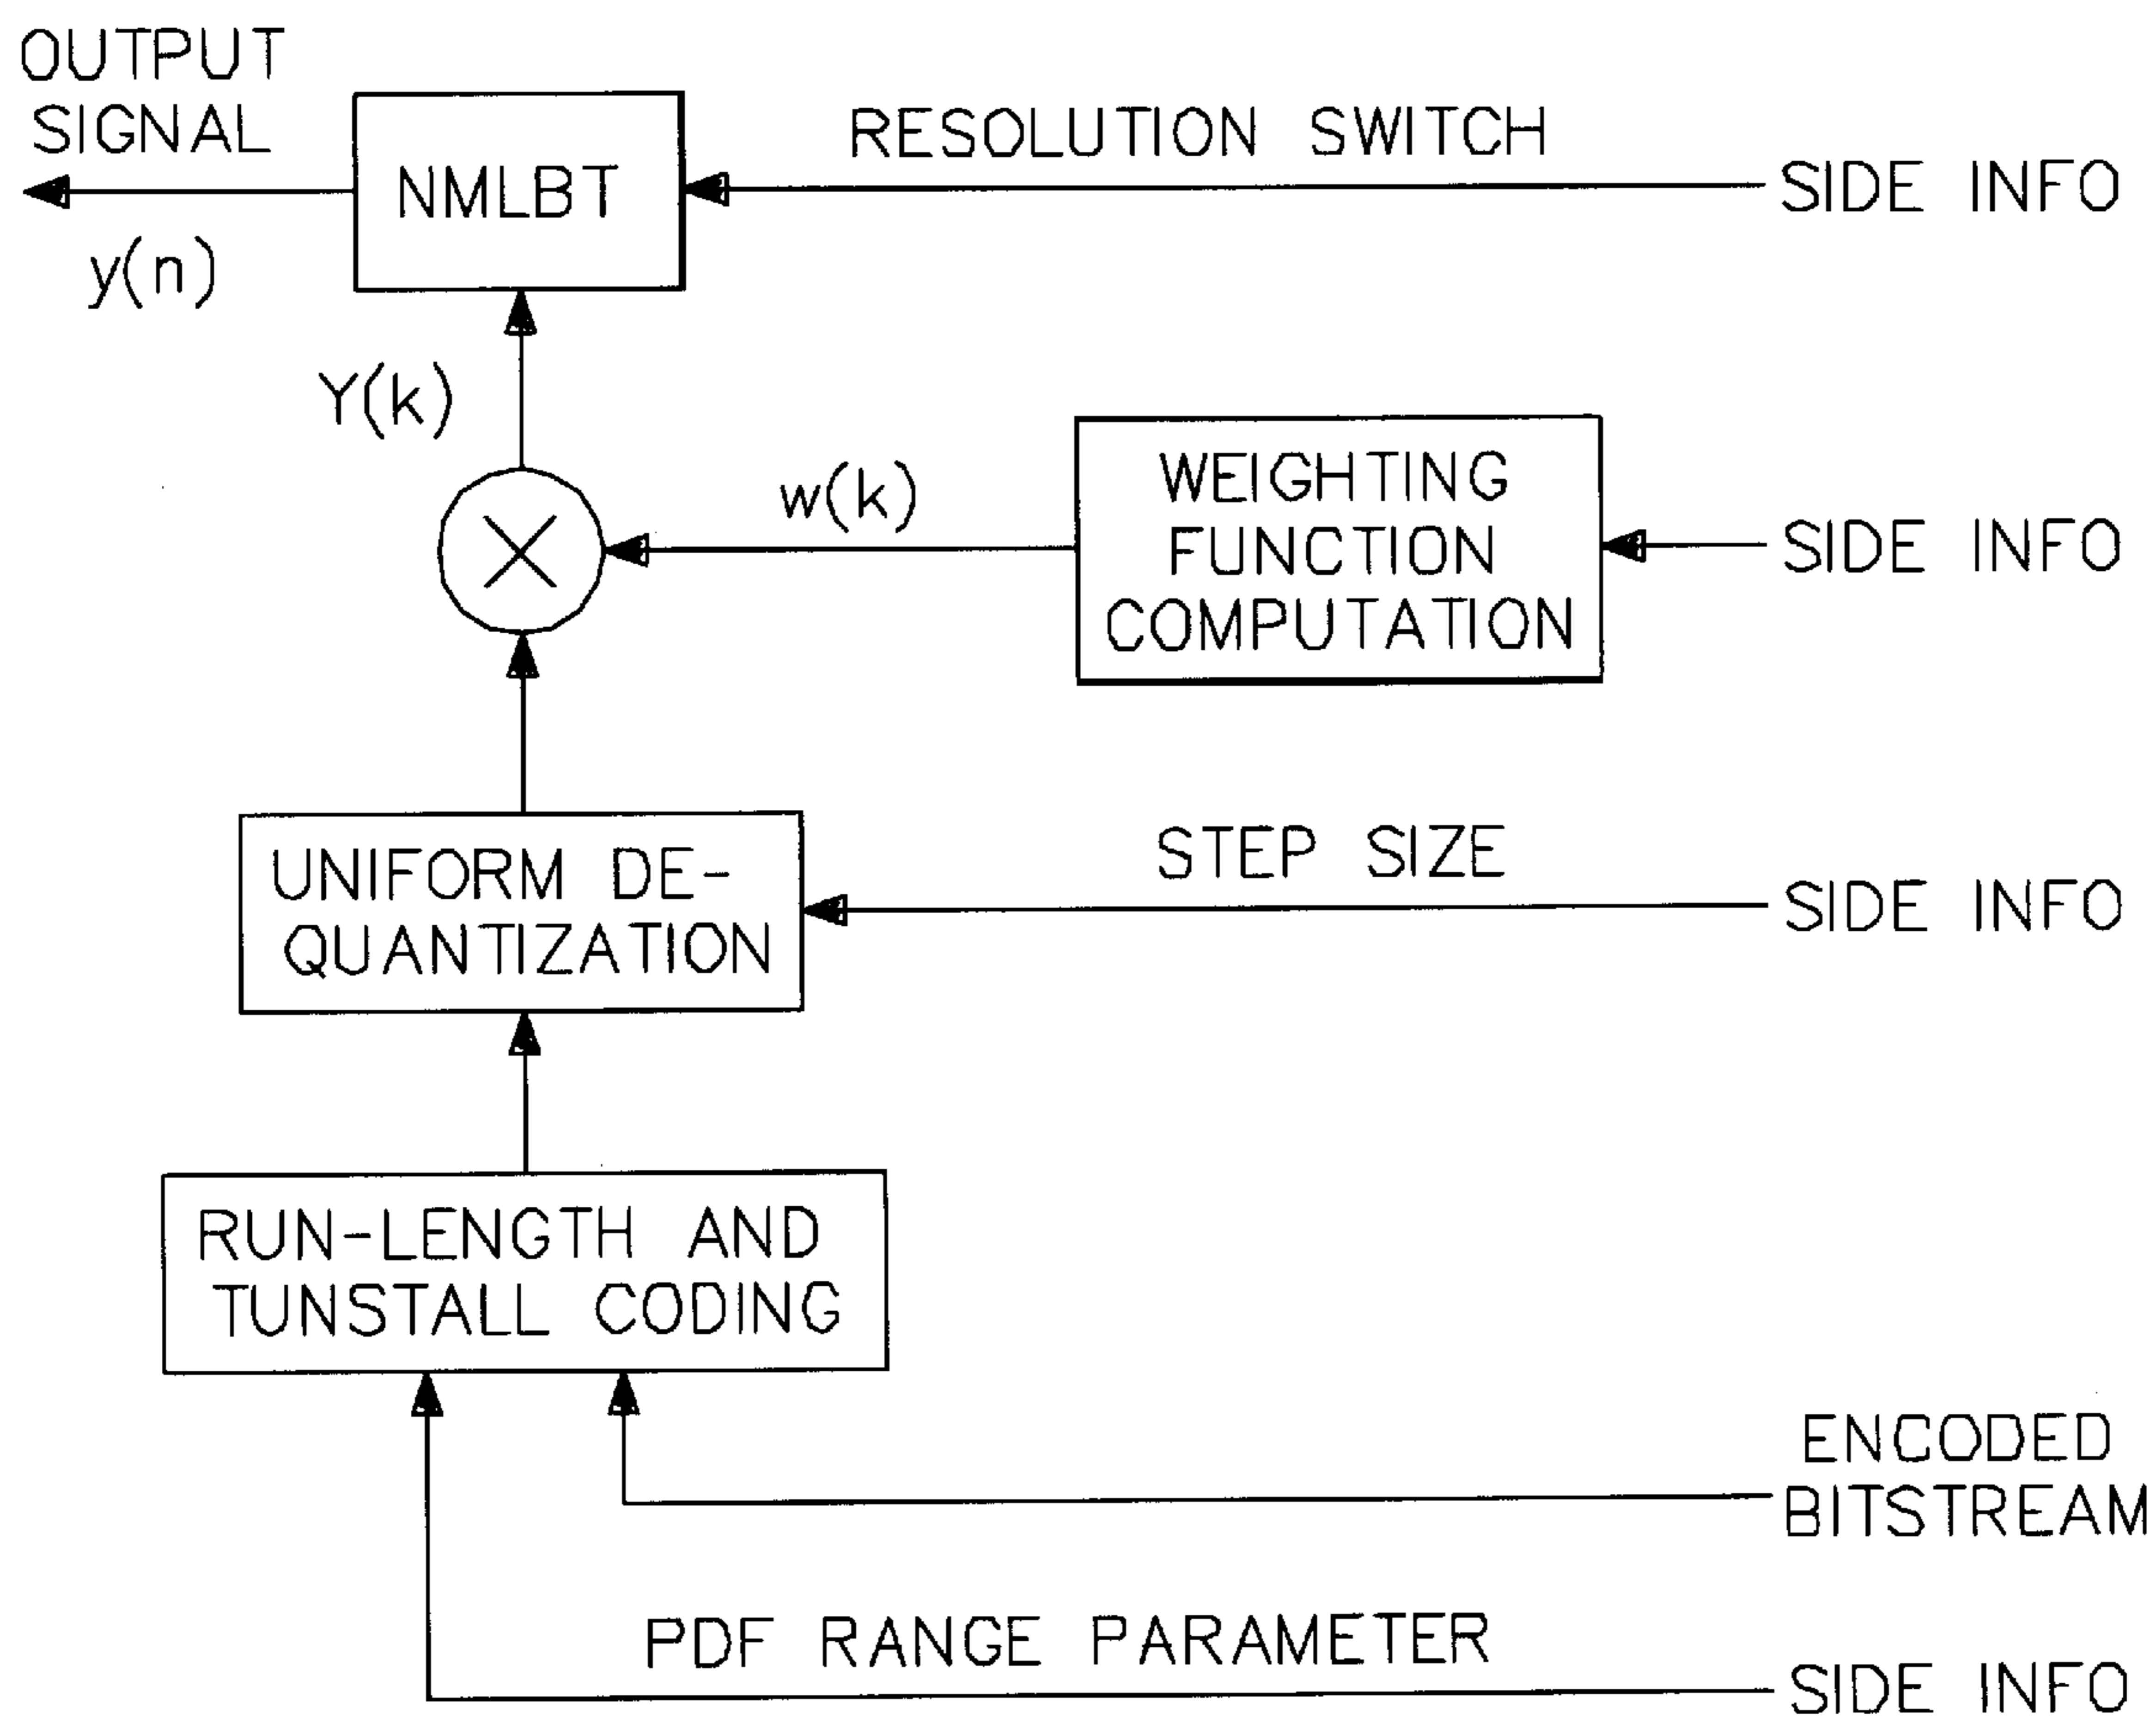 OUTPUT
SIGNAL
y(n)
NMLBT
RESOLUTION SWITCH
SIDE INFO
Y(k)
w(k)
WEIGHTING
FUNCTION
COMPUTATION
SIDE INFO
UNIFORM DE-
QUANTIZATION
STEP SIZE
SIDE INFO
RUN-LENGTH AND
TUNSTALL CODING
ENCODED
BITSTREAM
PDF RANGE PARAMETER
SIDE INFO